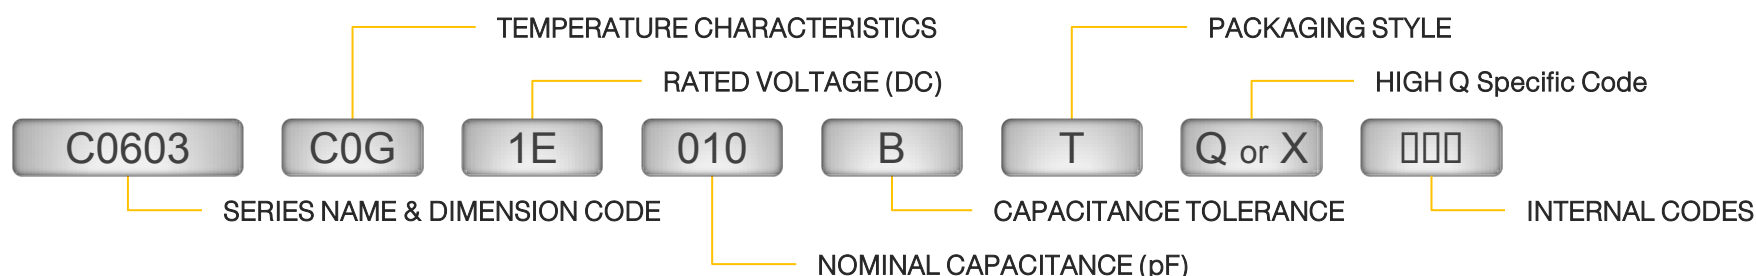 TEMPERATURE CHARACTERISTICS
PACKAGING STYLE
RATED VOLTAGE (DC)
HIGH Q Specific Code
C0603 C0G 1E 010 B T Q or X ▯▯▯
SERIES NAME & DIMENSION CODE
CAPACITANCE TOLERANCE
INTERNAL CODES
NOMINAL CAPACITANCE (pF)